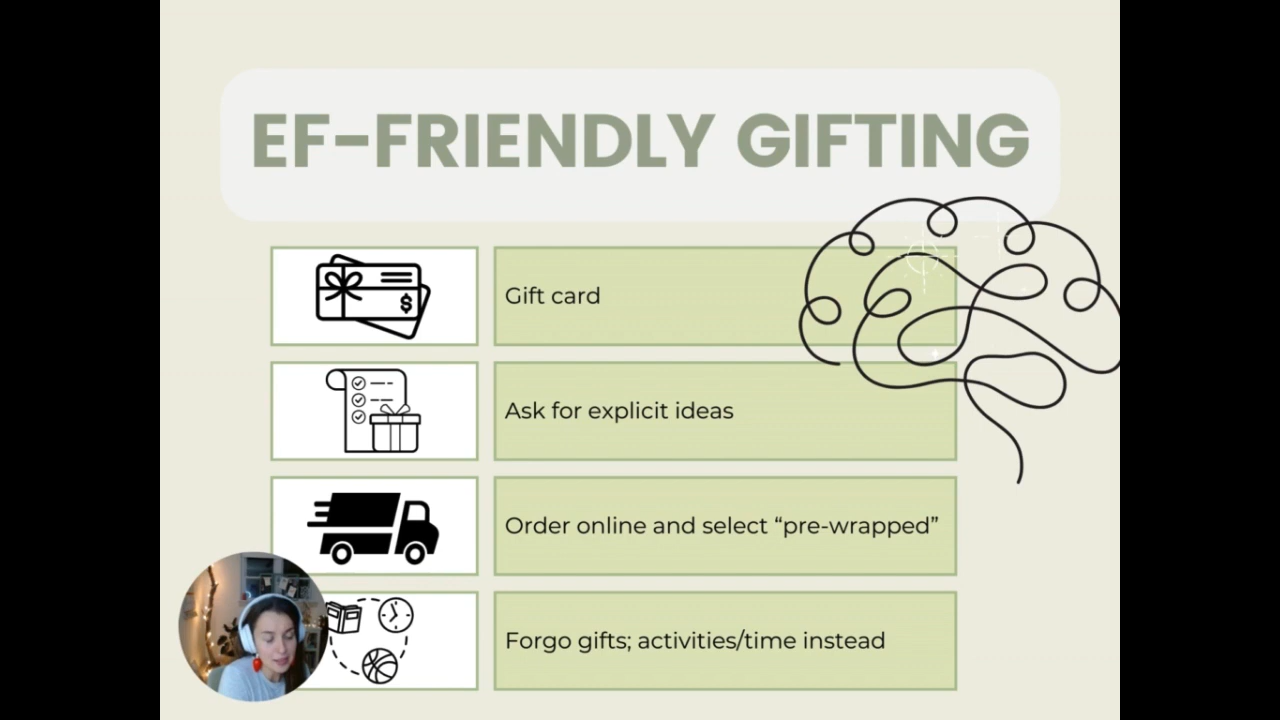 EF-FRIENDLY GIFTING
$
Gift card
Ask for explicit ideas
Order online and select “pre-wrapped”
Forgo gifts; activities/time instead